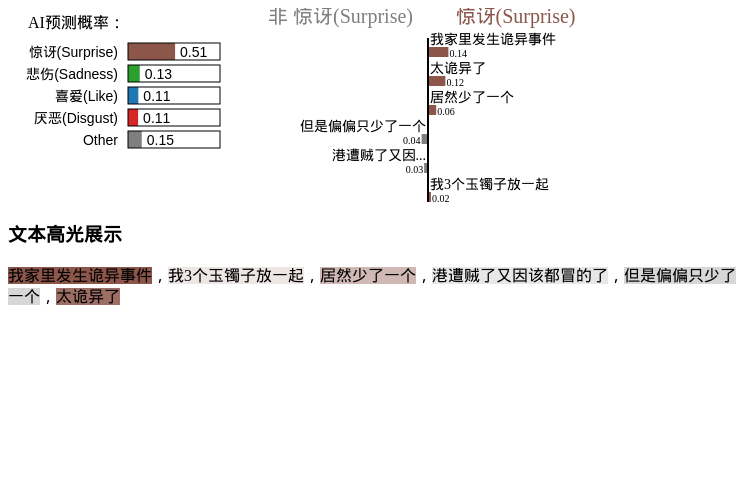 AI预测概率：
惊讶(Surprise) 0.51
悲伤(Sadness) 0.13
喜爱(Like) 0.11
厌恶(Disgust) 0.11
Other 0.15
非 惊讶(Surprise) 惊讶(Surprise)
我家里发生诡异事件
0.14
太诡异了
0.12
居然少了一个
0.06
但是偏偏只少了一个
0.04
港遭贼了又因...
0.03
我3个玉镯子放一起
0.02
文本高光展示
我家里发生诡异事件，我3个玉镯子放一起，居然少了一个，港遭贼了又因该都冒的了，但是偏偏只少了
一个，太诡异了